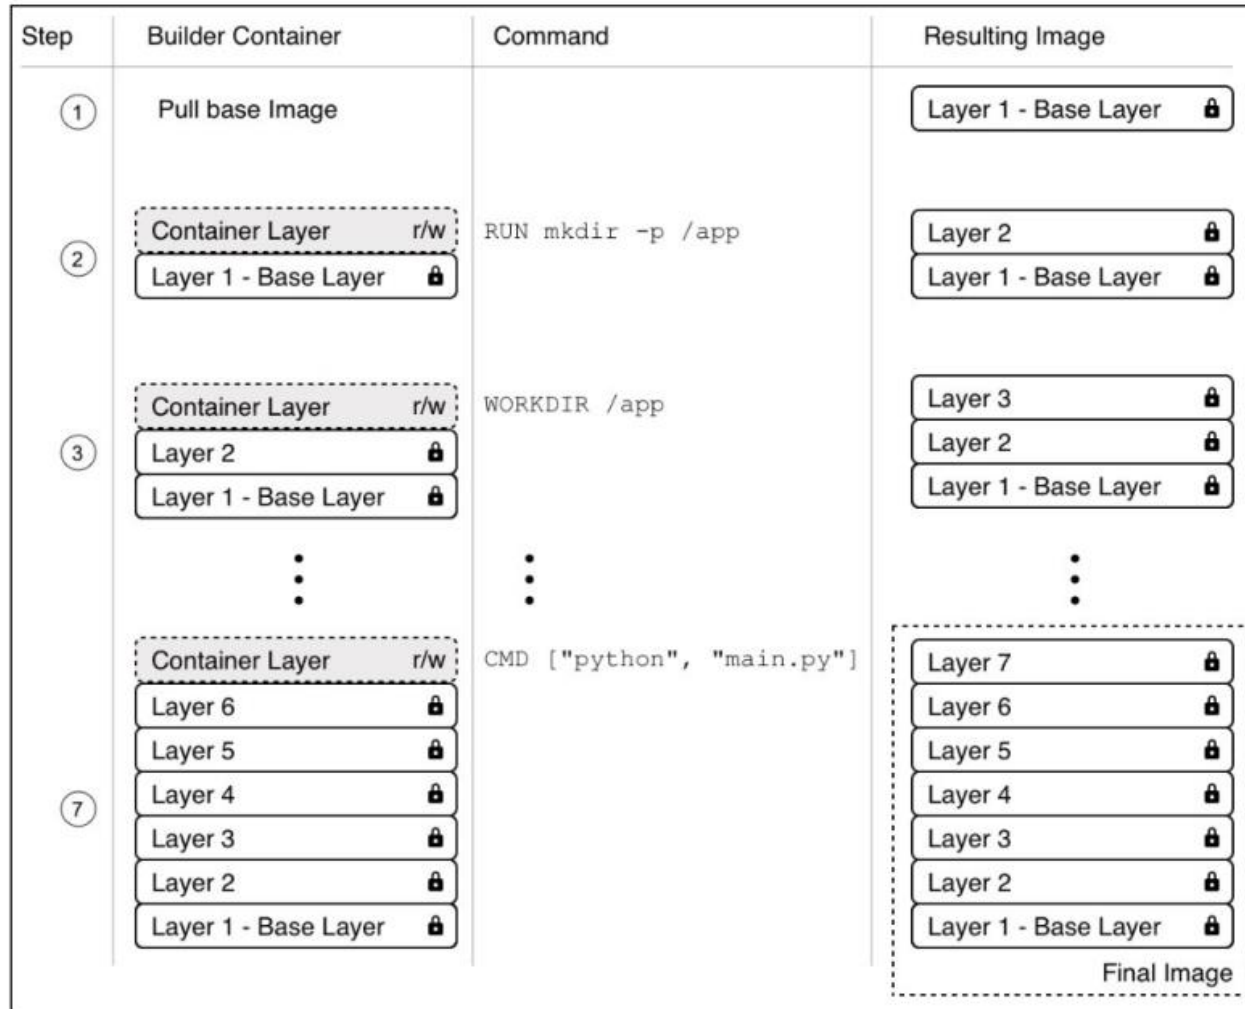 Step Builder Container Command Resulting Image
1 Pull base Image Layer 1 - Base Layer
Container Layer r/w RUN mkdir -p /app Layer 2
2 Layer 1 - Base Layer Layer 1 - Base Layer
Container Layer r/w WORKDIR /app Layer 3
3 Layer 2 Layer 2
Layer 1 - Base Layer Layer 1 - Base Layer
Container Layer r/w CMD ["python", "main.py"] Layer 7
Layer 6 Layer 6
Layer 5 Layer 5
7 Layer 4 Layer 4
Layer 3 Layer 3
Layer 2 Layer 2
Layer 1 - Base Layer Layer 1 - Base Layer
Final Image